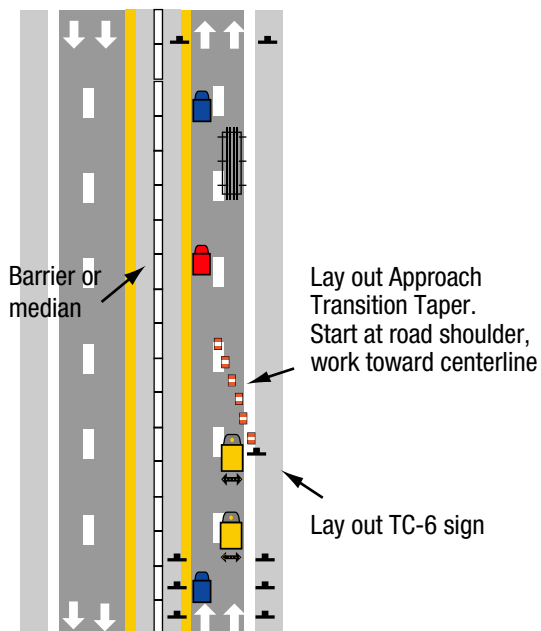 Barrier or
median
Lay out Approach
Transition Taper.
Start at road shoulder,
work toward centerline
Lay out TC-6 sign